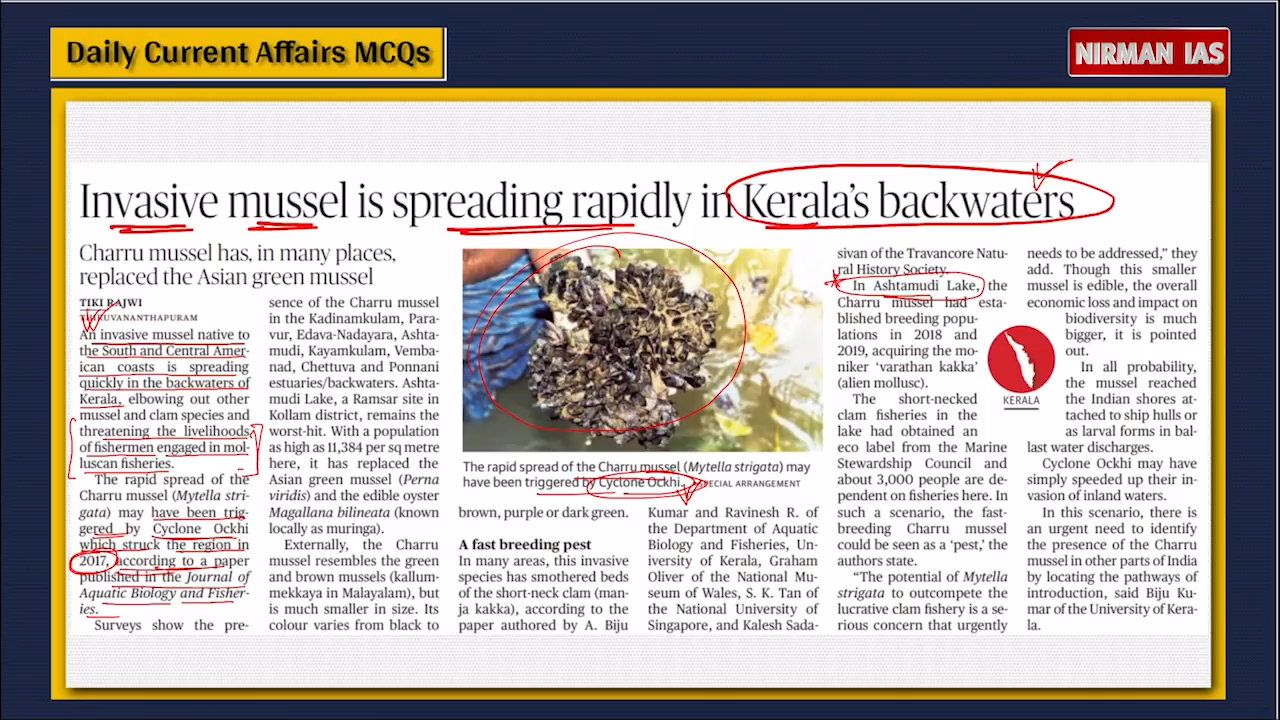 Daily Current Affairs MCQs
NIRMAN IAS
Invasive mussel is spreading rapidly in Kerala's backwaters
Charru mussel has, in many places,
replaced the Asian green mussel
TIKI RAJWI
THIRUVANANTHAPURAM
An invasive mussel native to
the South and Central Amer-
ican coasts is spreading
quickly in the backwaters of
Kerala, elbowing out other
mussel and clam species and
threatening the livelihoods
of fishermen engaged in mol-
luscan fisheries.
The rapid spread of the
Charru mussel (Mytella stri-
gata) may have been trig-
gered by Cyclone Ockhi
which struck the region in
2017, according to a paper
published in the Journal of
Aquatic Biology and Fisher-
ies.
Surveys show the pre-
sence of the Charru mussel
in the Kadinamkulam, Para-
vur, Edava-Nadayara, Ashta-
mudi, Kayamkulam, Vemba-
nad, Chettuva and Ponnani
estuaries/backwaters. Ashta-
mudi Lake, a Ramsar site in
Kollam district, remains the
worst-hit. With a population
as high as 11,384 per sq metre
here, it has replaced the
Asian green mussel (Perna
viridis) and the edible oyster
Magallana bilineata (known
locally as muringa).
Externally, the Charru
mussel resembles the green
and brown mussels (kallum-
mekkaya in Malayalam), but
is much smaller in size. Its
colour varies from black to
The rapid spread of the Charru mussel (Mytella strigata) may
have been triggered by Cyclone Ockhi. SPECIAL ARRANGEMENT
brown, purple or dark green.
A fast breeding pest
In many areas, this invasive
species has smothered beds
of the short-neck clam (man-
ja kakka), according to the
paper authored by A. Biju
Kumar and Ravinesh R. of
the Department of Aquatic
Biology and Fisheries, Un-
iversity of Kerala, Graham
Oliver of the National Mu-
seum of Wales, S. K. Tan of
the National University of
Singapore, and Kalesh Sada-
sivan of the Travancore Natu-
ral History Society.
In Ashtamudi Lake, the
Charru mussel had esta-
blished breeding popu-
lations in 2018 and
2019, acquiring the mo-
niker 'varathan kakka'
(alien mollusc).
The short-necked
clam fisheries in the
lake had obtained an
eco label from the Marine
Stewardship Council and
about 3,000 people are de-
pendent on fisheries here. In
such a scenario, the fast-
breeding Charru mussel
could be seen as a 'pest,' the
authors state.
"The potential of Mytella
strigata to outcompete the
lucrative clam fishery is a se-
rious concern that urgently
KERALA
needs to be addressed," they
add. Though this smaller
mussel is edible, the overall
economic loss and impact on
biodiversity is much
bigger, it is pointed
out.
In all probability,
the mussel reached
the Indian shores at-
tached to ship hulls or
as larval forms in bal-
last water discharges.
Cyclone Ockhi may have
simply speeded up their in-
vasion of inland waters.
In this scenario, there is
an urgent need to identify
the presence of the Charru
mussel in other parts of India
by locating the pathways of
introduction, said Biju Ku-
mar of the University of Kera-
la.